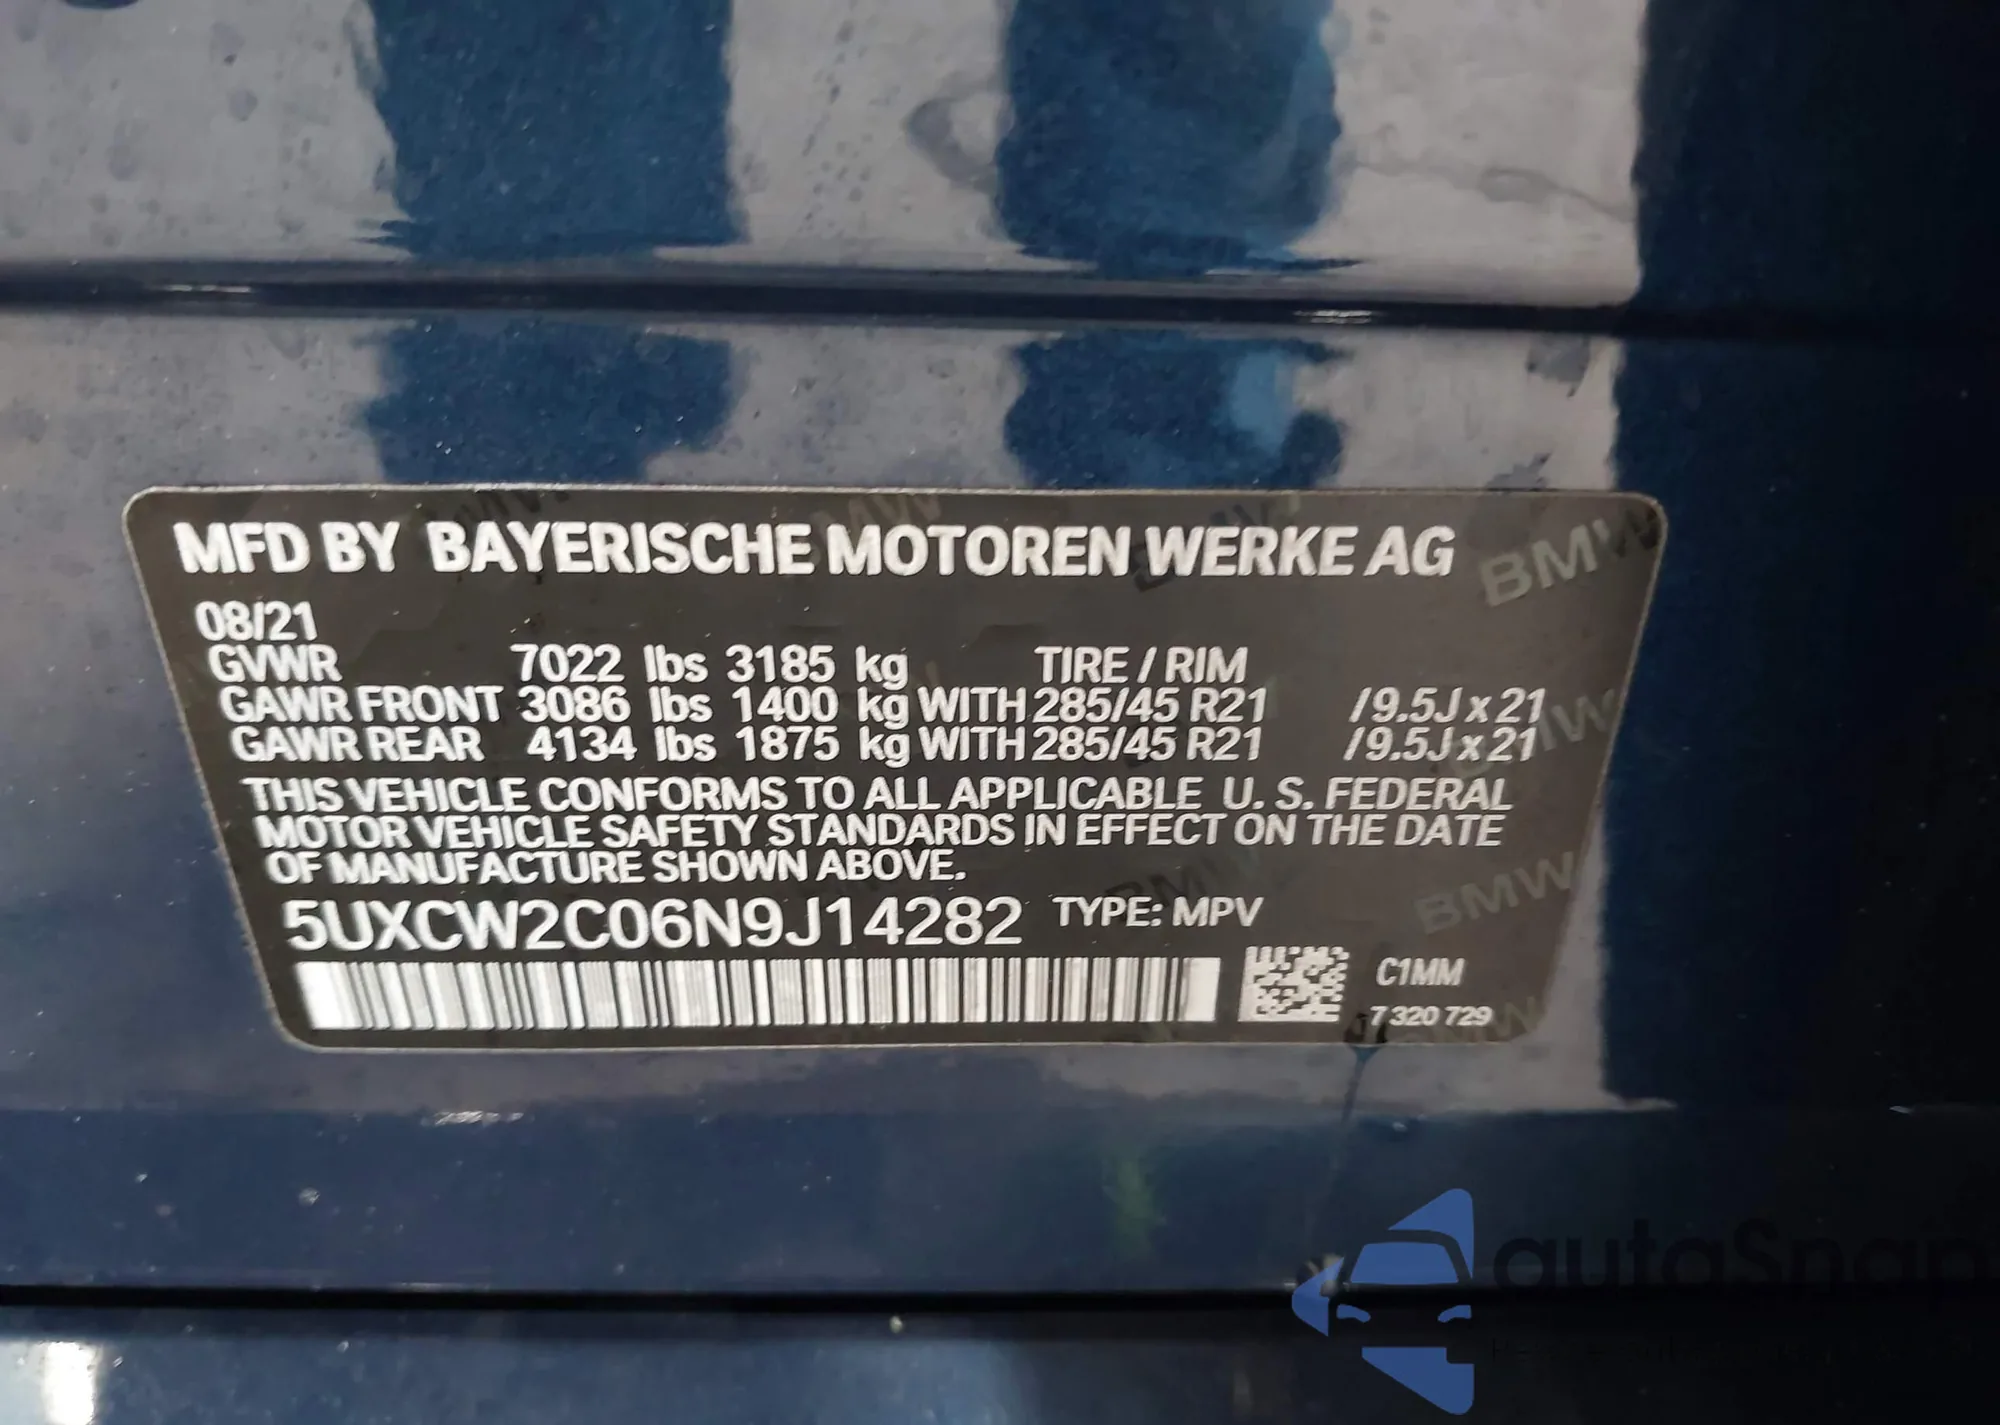 MFD BY BAYERISCHE MOTOREN WERKE AG
08/21
GVWR 7022 lbs 3185 kg TIRE / RIM
GAWR FRONT 3086 lbs 1400 kg WITH 285/45 R21 /9.5J x 21
GAWR REAR 4134 lbs 1875 kg WITH 285/45 R21 /9.5J x 21
THIS VEHICLE CONFORMS TO ALL APPLICABLE U. S. FEDERAL
MOTOR VEHICLE SAFETY STANDARDS IN EFFECT ON THE DATE
OF MANUFACTURE SHOWN ABOVE.
5UXCW2C06N9J14282 TYPE: MPV
C1MM
7 320 729
BMW
BMW
autoSnap